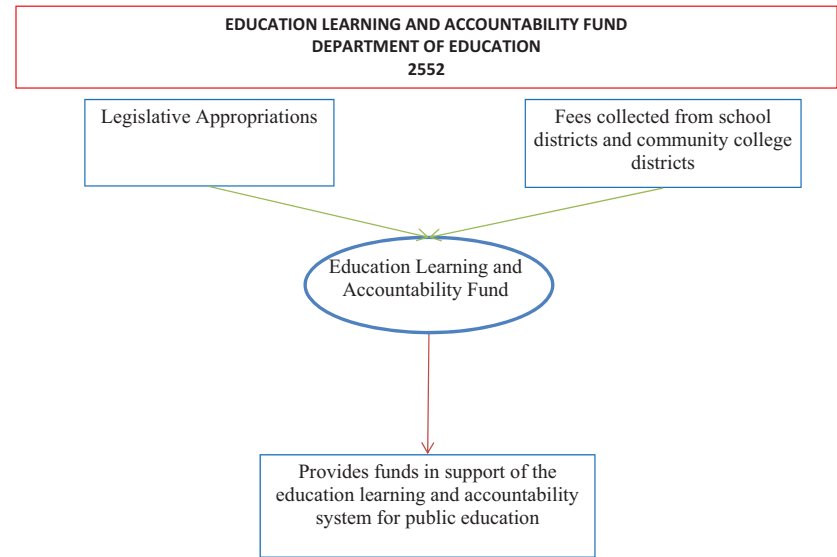 EDUCATION LEARNING AND ACCOUNTABILITY FUND
DEPARTMENT OF EDUCATION
2552
Legislative Appropriations
Fees collected from school
districts and community college
districts
Education Learning and
Accountability Fund
Provides funds in support of the
education learning and accountability
system for public education